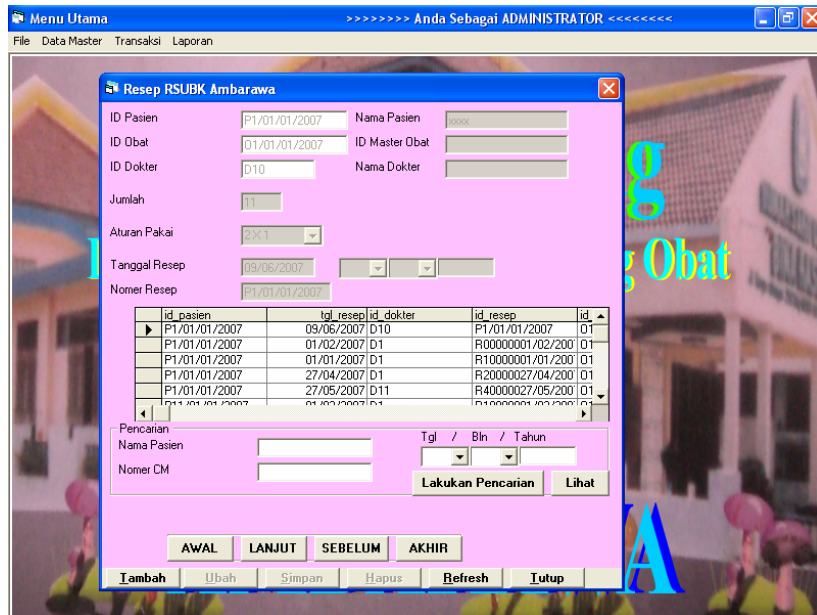 Menu Utama >>>>>>>> Anda Sebagai ADMINISTRATOR <<<<<<<<
File Data Master Transaksi Laporan
Resep RSUBK Ambarawa
ID Pasien P1/01/01/2007 Nama Pasien xxxx
ID Obat O1/01/01/2007 ID Master Obat
ID Dokter D10 Nama Dokter
Jumlah 11
Aturan Pakai 2X1
Tanggal Resep 09/06/2007
Nomer Resep P1/01/01/2007
Obat
id_pasien tgl_resep id_dokter id_resep id_
P1/01/01/2007 09/06/2007 D10 P1/01/01/2007 O1
P1/01/01/2007 01/02/2007 D1 R00000001/02/200 O1
P1/01/01/2007 01/01/2007 D1 R10000001/01/200 O1
P1/01/01/2007 27/04/2007 D1 R20000027/04/200 O1
P1/01/01/2007 27/05/2007 D11 R40000027/05/200 O1
Pencarian
Nama Pasien Tgl / Bln / Tahun
Nomer CM
Lakukan Pencarian Lihat
AWAL LANJUT SEBELUM AKHIR
Tambah Ubah Simpan Hapus Refresh Tutup